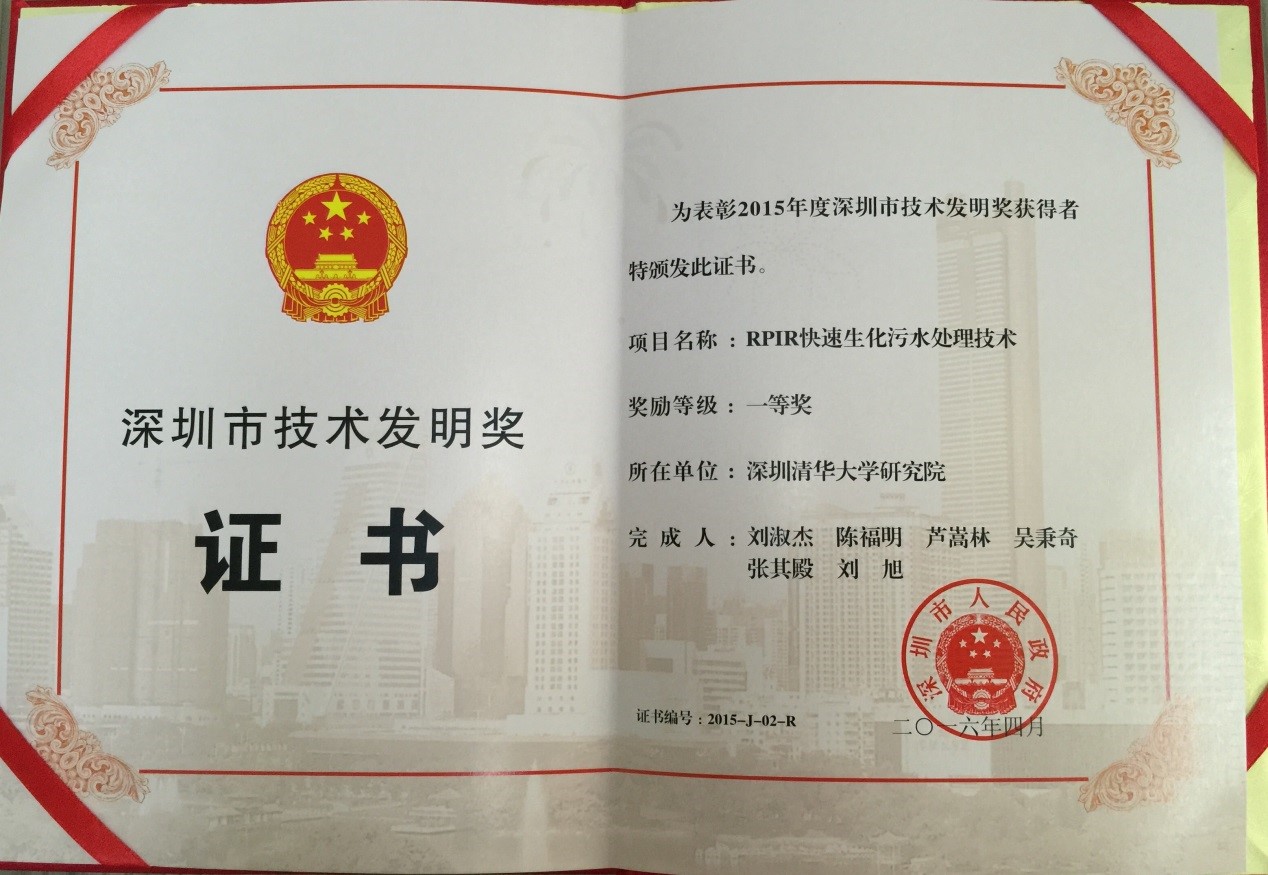 深圳市技术发明奖
证 书
为表彰2015年度深圳市技术发明奖获得者
特颁发此证书。
项目名称：RPIR快速生化污水处理技术
奖励等级：一等奖
所在单位：深圳清华大学研究院
完 成 人：刘淑杰 陈福明 芦嵩林 吴秉奇
张其殿 刘 旭
深圳市人民政府
证书编号：2015-J-02-R
二〇一六年四月